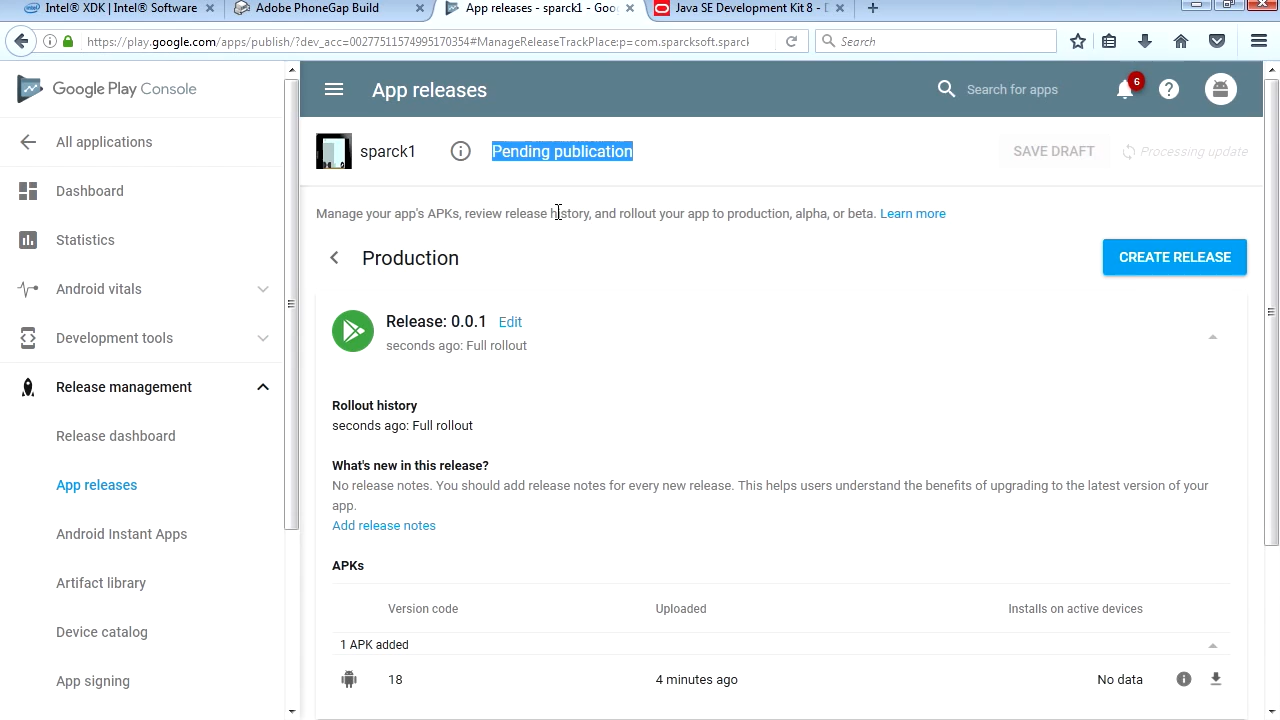 Intel® XDK | Intel® Software
Adobe PhoneGap Build
App releases - sparck1 - Goo
Java SE Development Kit 8 - D
https://play.google.com/apps/publish/?dev_acc=00277511574995170354#ManageReleaseTrackPlace:p=com.sparcksoft.sparck
Search
Google Play Console
App releases
Search for apps
6
All applications
sparck1
Pending publication
SAVE DRAFT
Processing update
Dashboard
Manage your app's APKs, review release history, and rollout your app to production, alpha, or beta. Learn more
Statistics
Production
CREATE RELEASE
Android vitals
Release: 0.0.1 Edit
seconds ago: Full rollout
Development tools
Release management
Rollout history
seconds ago: Full rollout
Release dashboard
What's new in this release?
No release notes. You should add release notes for every new release. This helps users understand the benefits of upgrading to the latest version of your
app.
Add release notes
App releases
Android Instant Apps
APKs
Artifact library
Version code
Uploaded
Installs on active devices
Device catalog
1 APK added
App signing
18
4 minutes ago
No data